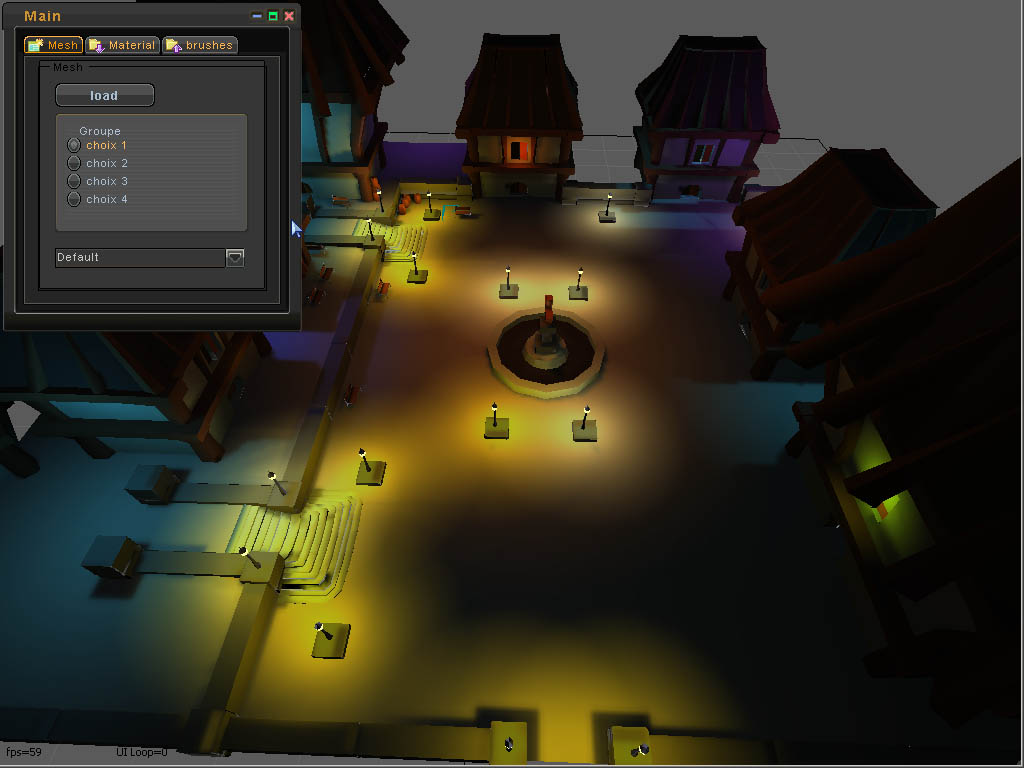 Main
Mesh
Material
brushes
Mesh
load
Groupe
choix 1
choix 2
choix 3
choix 4
Default
fps=59
UI Loop=0